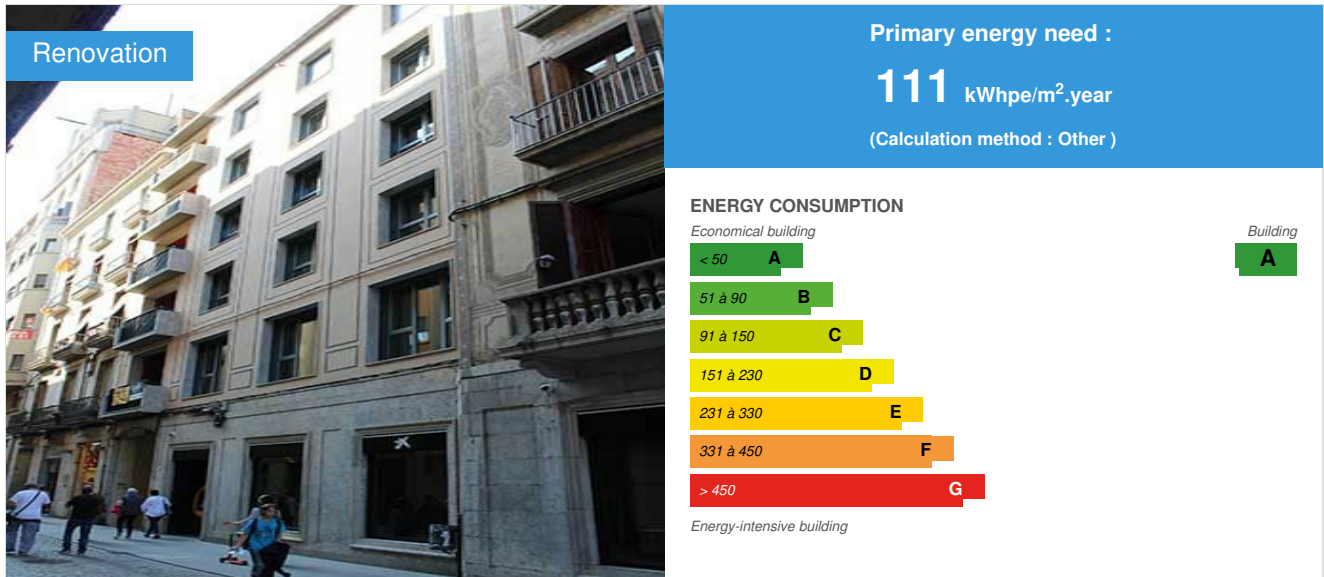 Renovation
Primary energy need :
111 kWhpe/m².year
(Calculation method : Other )
ENERGY CONSUMPTION
Economical building
Building
< 50 A
A
51 à 90 B
91 à 150 C
151 à 230 D
231 à 330 E
331 à 450 F
> 450 G
Energy-intensive building